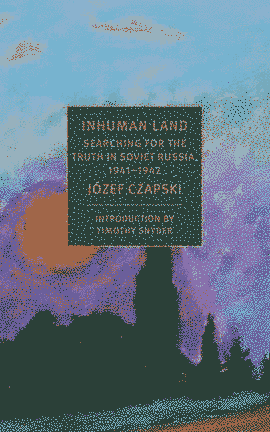 INHUMAN LAND
SEARCHING FOR THE
TRUTH IN SOVIET RUSSIA,
1941–1942
JÓZEF CZAPSKI
INTRODUCTION BY
TIMOTHY SNYDER